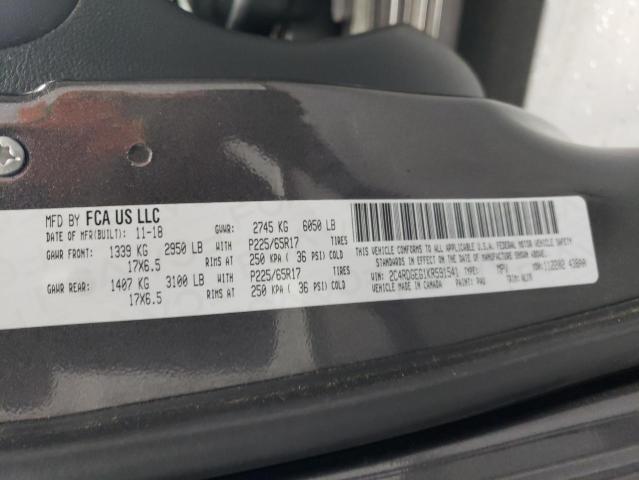 MFD BY FCA US LLC
DATE OF MFR(BUILT): 11-18 GVWR: 2745 KG 6050 LB
GAWR FRONT: 1339 KG 2950 LB WITH P225/65R17 TIRES
17X6.5 RIMS AT 250 KPA( 36 PSI) COLD
GAWR REAR: 1407 KG 3100 LB WITH P225/65R17 TIRES
17X6.5 RIMS AT 250 KPA( 36 PSI) COLD
THIS VEHICLE CONFORMS TO ALL APPLICABLE U.S.A. FEDERAL MOTOR VEHICLE SAFETY
STANDARDS IN EFFECT ON THE DATE OF MANUFACTURE SHOWN ABOVE.
VIN: 2C4RDGEG1KR591541 TYPE: MPV
VEHICLE MADE IN CANADA PAINT: PAU TRIM: